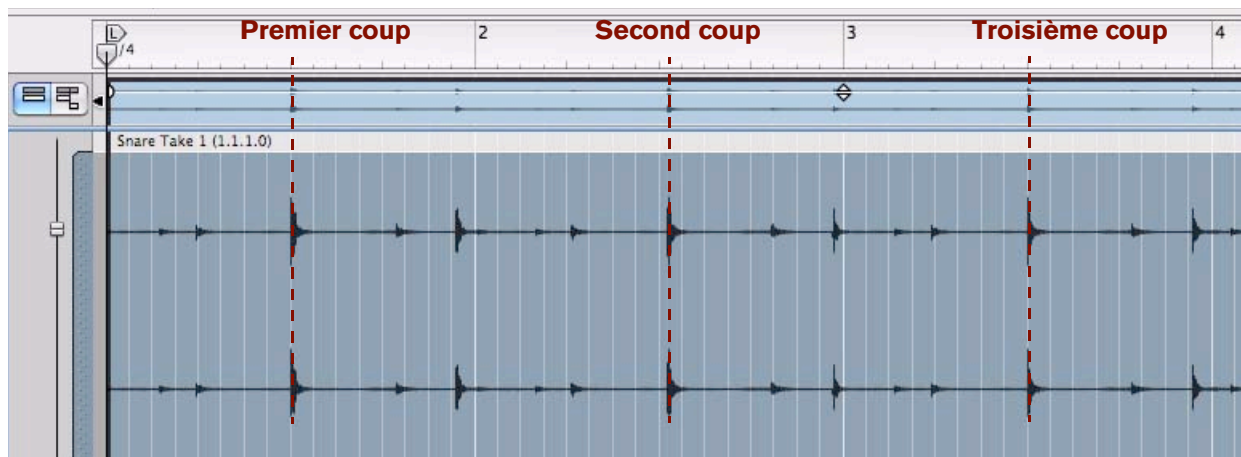 Premier coup
2
Second coup
3
Troisième coup
4
L
/4
Snare Take 1 (1.1.1.0)